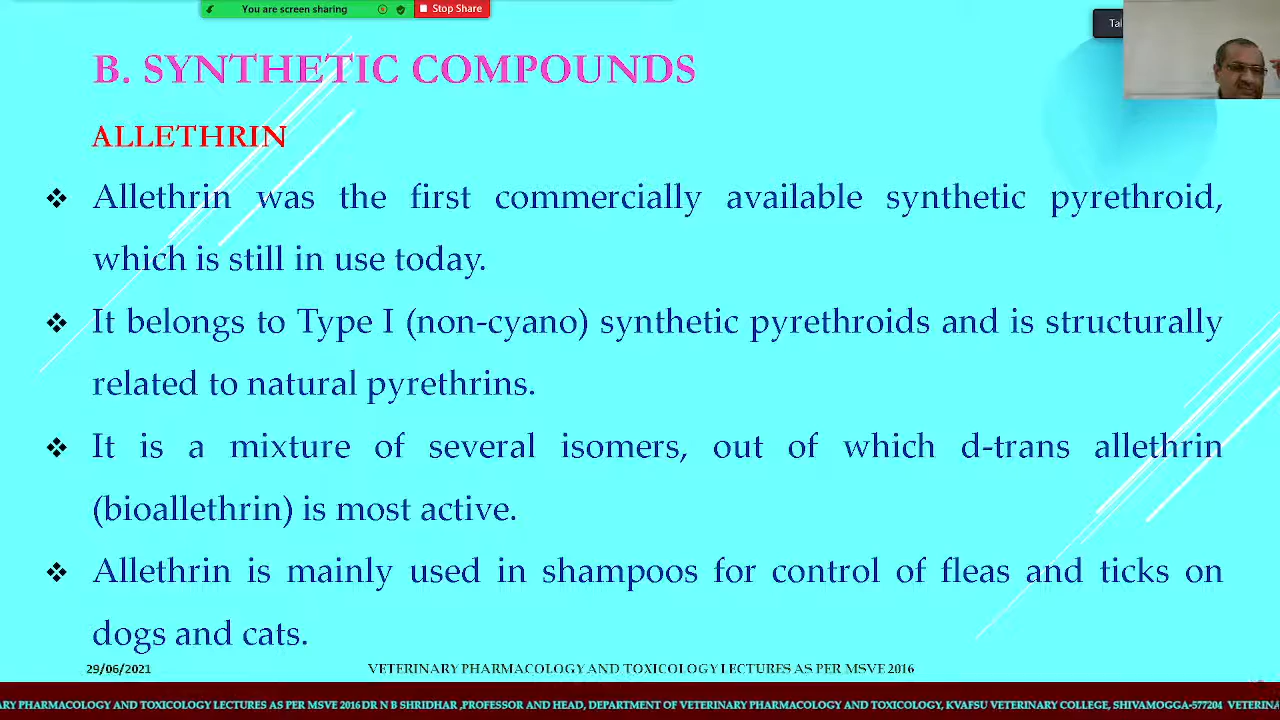 You are screen sharing
Stop Share
Tal
B. SYNTHETIC COMPOUNDS
ALLETHRIN
❖ Allethrin was the first commercially available synthetic pyrethroid,
which is still in use today.
❖ It belongs to Type I (non-cyano) synthetic pyrethroids and is structurally
related to natural pyrethrins.
❖ It is a mixture of several isomers, out of which d-trans allethrin
(bioallethrin) is most active.
❖ Allethrin is mainly used in shampoos for control of fleas and ticks on
dogs and cats.
29/06/2021
VETERINARY PHARMACOLOGY AND TOXICOLOGY LECTURES AS PER MSVE 2016
RY PHARMACOLOGY AND TOXICOLOGY LECTURES AS PER MSVE 2016 DR N B SHRIDHAR ,PROFESSOR AND HEAD, DEPARTMENT OF VETERINARY PHARMACOLOGY AND TOXICOLOGY, KVAFSU VETERINARY COLLEGE, SHIVAMOGGA-577204 VETERINA